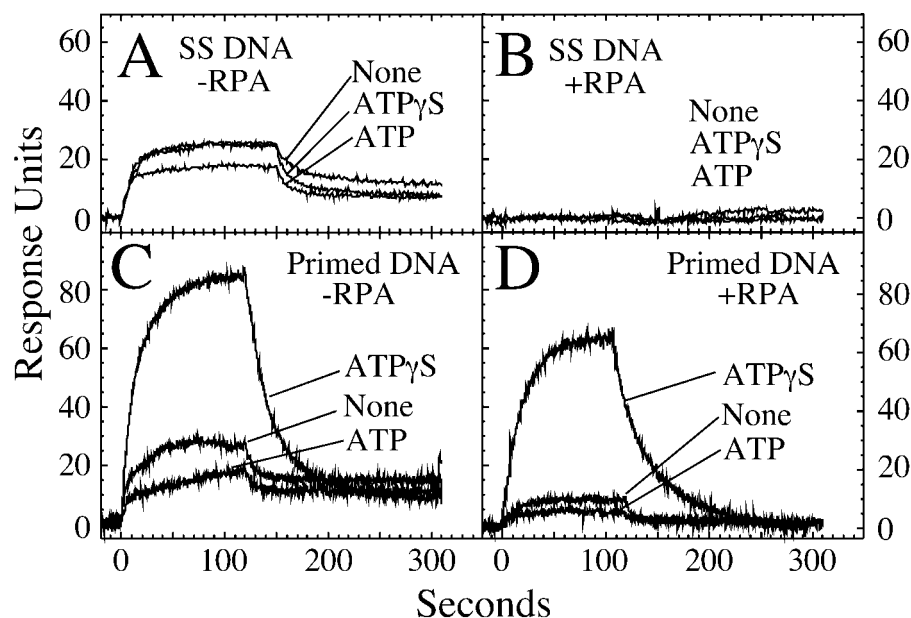 A SS DNA
-RPA
None
ATPγS
ATP
60
40
20
0
B SS DNA
+RPA
None
ATPγS
ATP
60
40
20
0
Response Units
C Primed DNA
-RPA
ATPγS
None
ATP
80
60
40
20
0
0 100 200 300
D Primed DNA
+RPA
ATPγS
None
ATP
80
60
40
20
0
0 100 200 300
Seconds